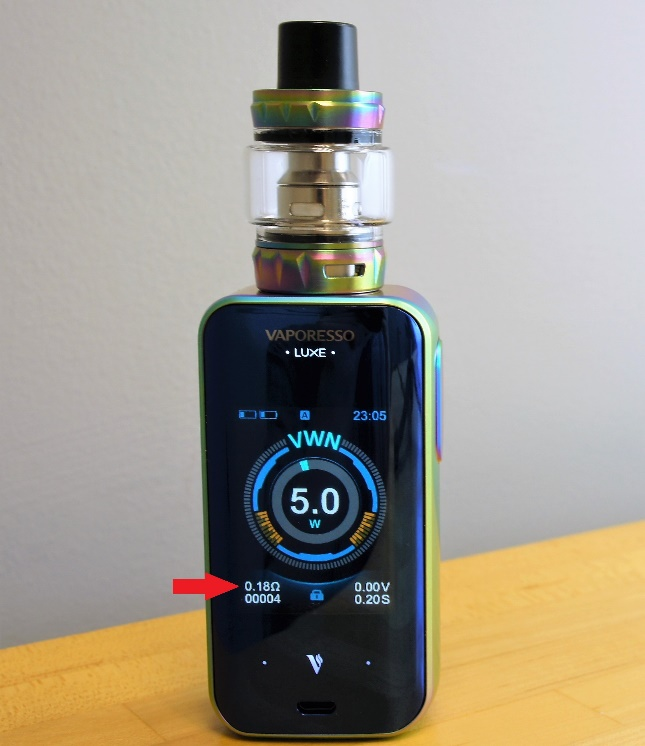 VAPORESSO
• LUXE •
A 23:05
VWN
5.0
W
0.18Ω 0.00V
00004 0.20S